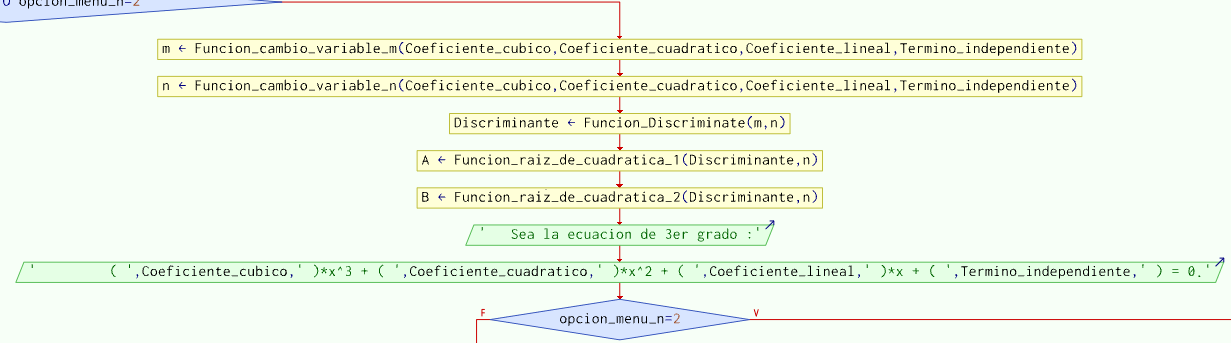 O opcion_menu_n=2
m ← Funcion_cambio_variable_m(Coeficiente_cubico,Coeficiente_cuadratico,Coeficiente_lineal,Termino_independiente)
n ← Funcion_cambio_variable_n(Coeficiente_cubico,Coeficiente_cuadratico,Coeficiente_lineal,Termino_independiente)
Discriminante ← Funcion_Discriminate(m,n)
A ← Funcion_raiz_de_cuadratica_1(Discriminante,n)
B ← Funcion_raiz_de_cuadratica_2(Discriminante,n)
'   Sea la ecuacion de 3er grado :'
'         ( ',Coeficiente_cubico,' )*x^3 + ( ',Coeficiente_cuadratico,' )*x^2 + ( ',Coeficiente_lineal,' )*x + ( ',Termino_independiente,' ) = 0.'
F
V
opcion_menu_n=2